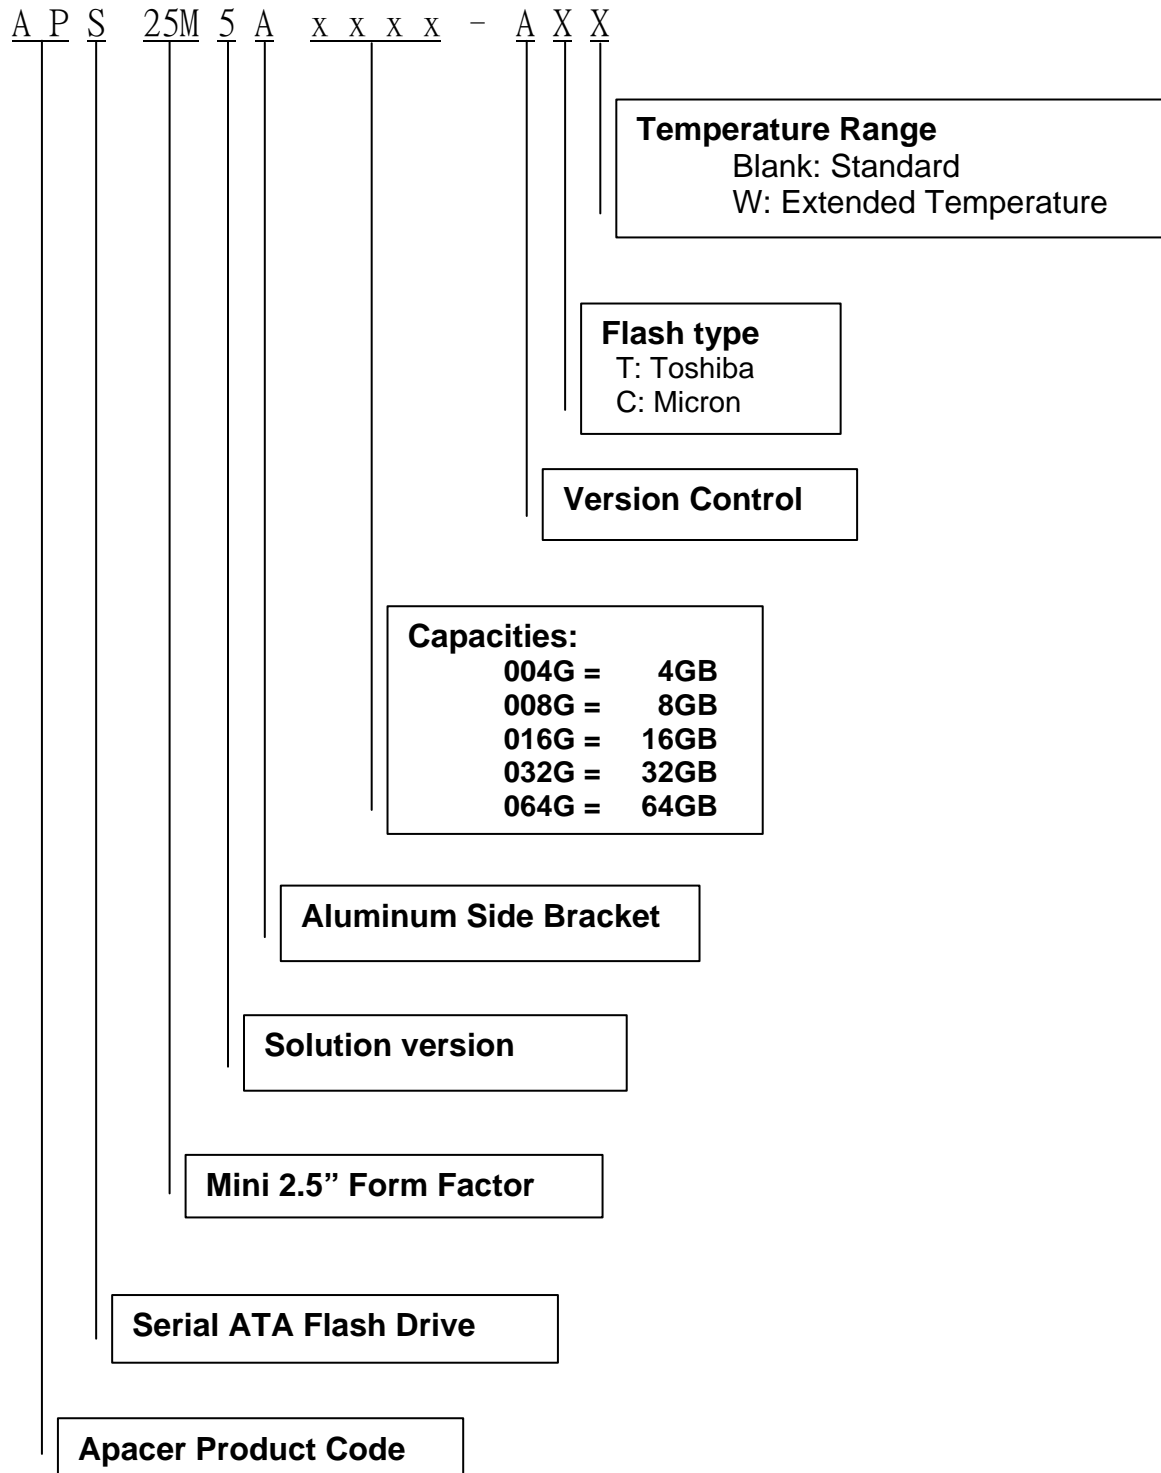 A P S 25M 5 A x x x x - A X X
Temperature Range
Blank: Standard
W: Extended Temperature
Flash type
T: Toshiba
C: Micron
Version Control
Capacities:
004G = 4GB
008G = 8GB
016G = 16GB
032G = 32GB
064G = 64GB
Aluminum Side Bracket
Solution version
Mini 2.5” Form Factor
Serial ATA Flash Drive
Apacer Product Code